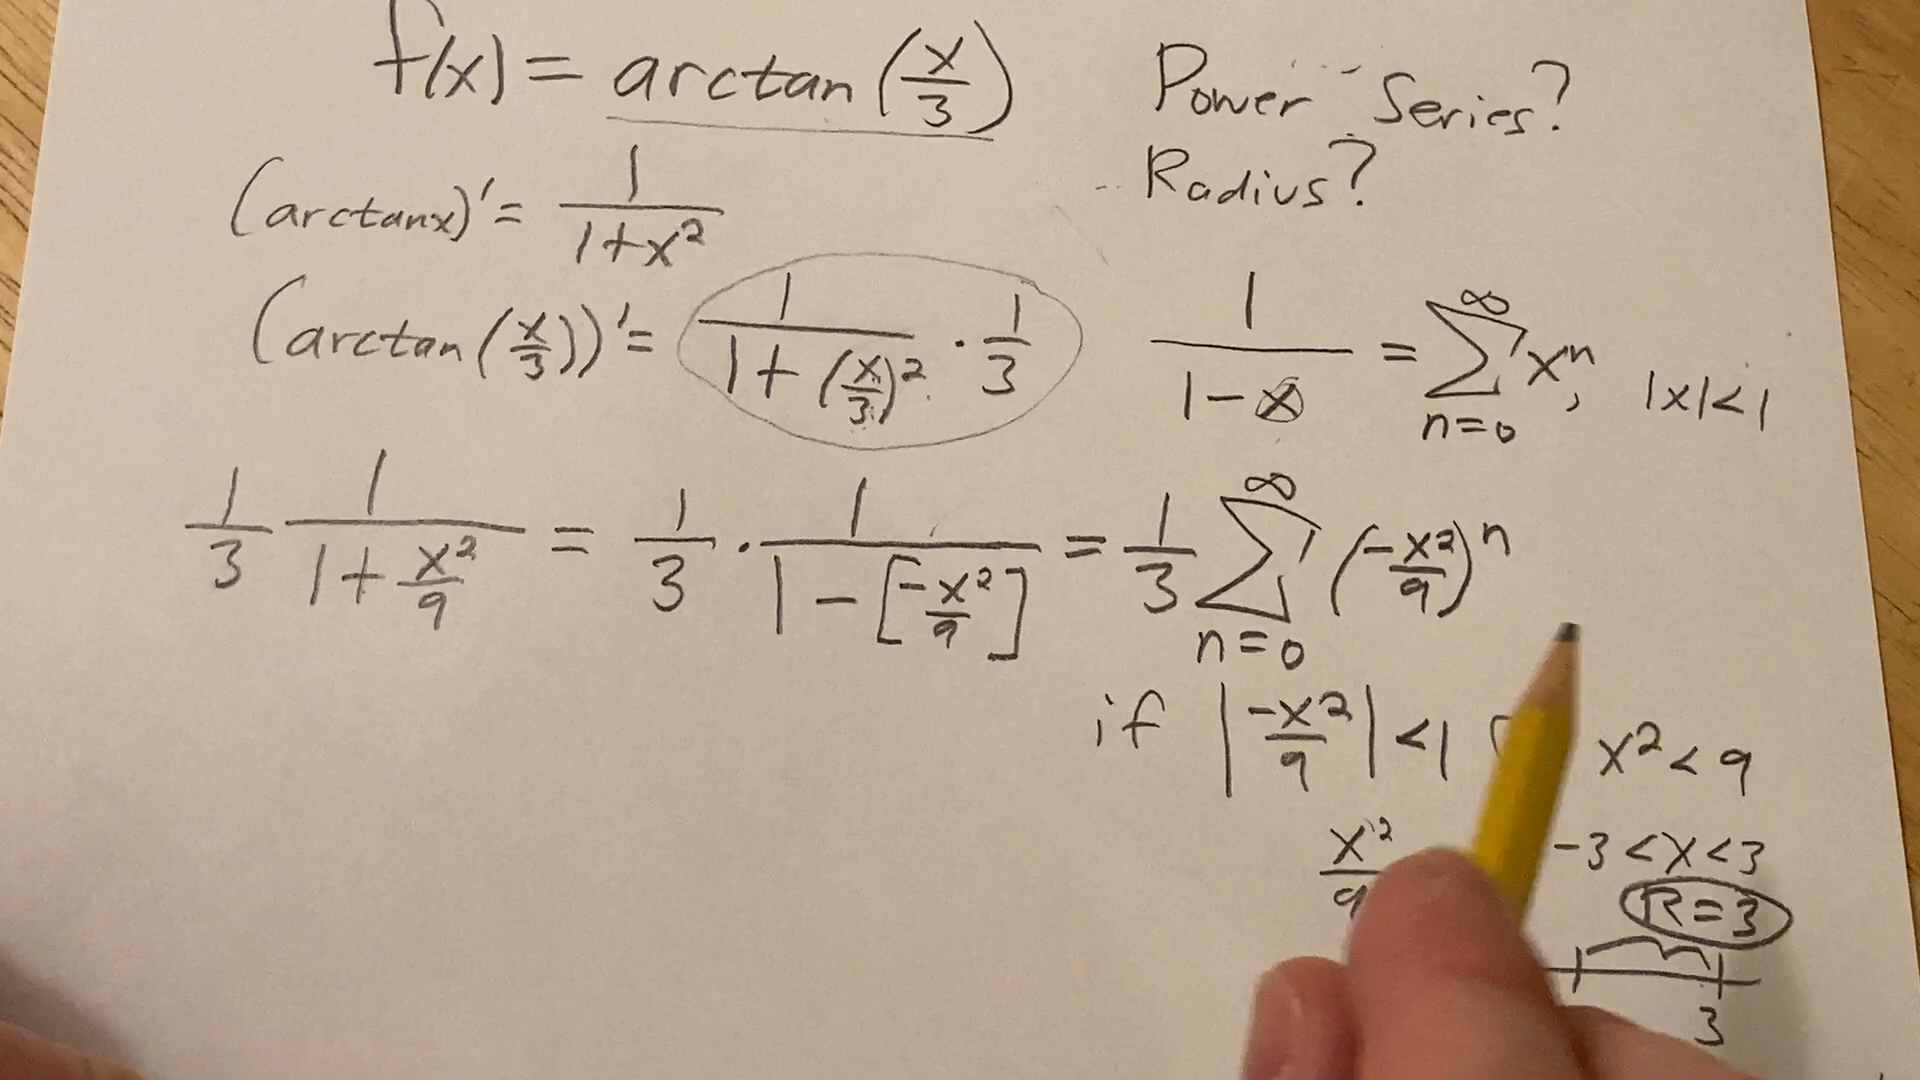 f(x) = arctan(x/3)
Power Series?
Radius?
(arctanx)' = 1/(1+x²)
(arctan(x/3))' = 1/(1+(x/3)²) · 1/3
1/(1-x) = ∑_{n=0}^{∞} xⁿ, |x|<1
1/3 1/(1+x²/9) = 1/3 · 1/(1-[-x²/9]) = 1/3 ∑_{n=0}^{∞} (-x²/9)ⁿ
if |-x²/9| <1
x² < 9
x²/9
-3 < x < 3
R=3
3